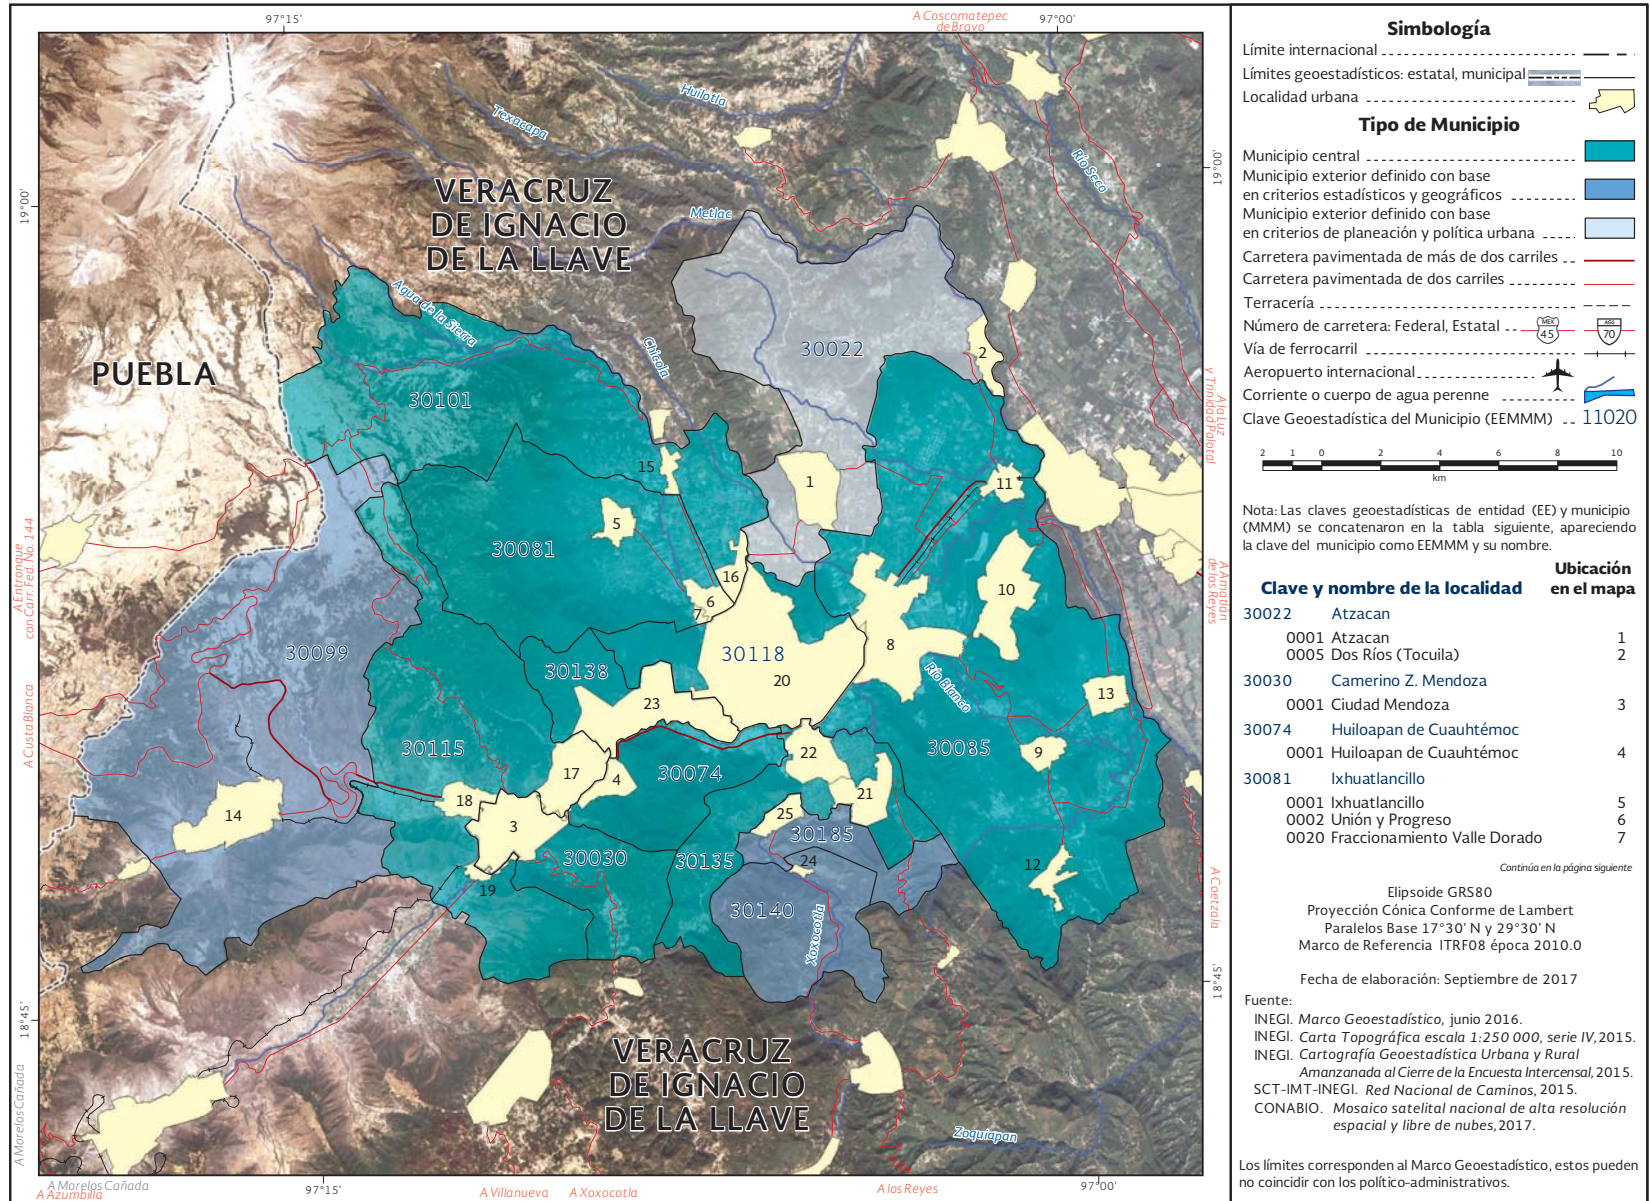 97°15'
A Coscomatepec
de Bravo
97°00'
19°00'
19°00'
Huilotla
Texacapa
Río Seco
Metlac
VERACRUZ
DE IGNACIO
DE LA LLAVE
Agua de la Sierra
Chicola
PUEBLA
30022
2
30101
A la Luz
y Trinidad Palotal
15
1
11
5
30081
A Entronque
con Carr. Fed. No. 144
16
6
7
10
A Amatlán
de los Reyes
30099
30138
30118
8
20
Río Blanco
23
13
A Custa Blanca
30115
30085
22
9
17
4
30074
18
21
14
3
25
30185
30030
30135
24
12
19
30140
Xoxocotla
A Coetzala
18°45'
18°45'
VERACRUZ
DE IGNACIO
DE LA LLAVE
A Morelos Cañada
Zoquiapan
A Morelos Cañada
A Azumbilla
97°15'
A Villanueva
A Xoxocotla
A los Reyes
97°00'
Simbología
Límite internacional
Límites geoestadísticos: estatal, municipal
Localidad urbana
Tipo de Municipio
Municipio central
Municipio exterior definido con base
en criterios estadísticos y geográficos
Municipio exterior definido con base
en criterios de planeación y política urbana
Carretera pavimentada de más de dos carriles
Carretera pavimentada de dos carriles
Terracería
Número de carretera: Federal, Estatal MEX 45 AGS 70
Vía de ferrocarril
Aeropuerto internacional
Corriente o cuerpo de agua perenne
Clave Geoestadística del Municipio (EEMMM) 11020
2 1 0 2 4 6 8 10
km
Nota: Las claves geoestadísticas de entidad (EE) y municipio
(MMM) se concatenaron en la tabla siguiente, apareciendo
la clave del municipio como EEMMM y su nombre.
Clave y nombre de la localidad Ubicación
en el mapa
30022 Atzacan
0001 Atzacan 1
0005 Dos Ríos (Tocuila) 2
30030 Camerino Z. Mendoza
0001 Ciudad Mendoza 3
30074 Huiloapan de Cuauhtémoc
0001 Huiloapan de Cuauhtémoc 4
30081 Ixhuatlancillo
0001 Ixhuatlancillo 5
0002 Unión y Progreso 6
0020 Fraccionamiento Valle Dorado 7
Continúa en la página siguiente
Elipsoide GRS80
Proyección Cónica Conforme de Lambert
Paralelos Base 17°30' N y 29°30' N
Marco de Referencia ITRF08 época 2010.0
Fecha de elaboración: Septiembre de 2017
Fuente:
INEGI. Marco Geoestadístico, junio 2016.
INEGI. Carta Topográfica escala 1:250 000, serie IV, 2015.
INEGI. Cartografía Geoestadística Urbana y Rural
Amanzanada al Cierre de la Encuesta Intercensal, 2015.
SCT-IMT-INEGI. Red Nacional de Caminos, 2015.
CONABIO. Mosaico satelital nacional de alta resolución
espacial y libre de nubes, 2017.
Los límites corresponden al Marco Geoestadístico, estos pueden
no coincidir con los político-administrativos.